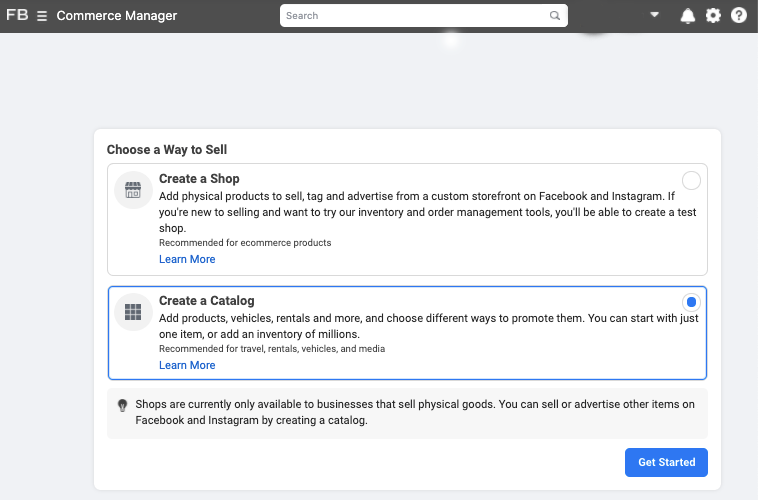 FB Commerce Manager
Search
Choose a Way to Sell
Create a Shop
Add physical products to sell, tag and advertise from a custom storefront on Facebook and Instagram. If
you're new to selling and want to try our inventory and order management tools, you'll be able to create a test
shop.
Recommended for ecommerce products
Learn More
Create a Catalog
Add products, vehicles, rentals and more, and choose different ways to promote them. You can start with just
one item, or add an inventory of millions.
Recommended for travel, rentals, vehicles, and media
Learn More
Shops are currently only available to businesses that sell physical goods. You can sell or advertise other items on
Facebook and Instagram by creating a catalog.
Get Started